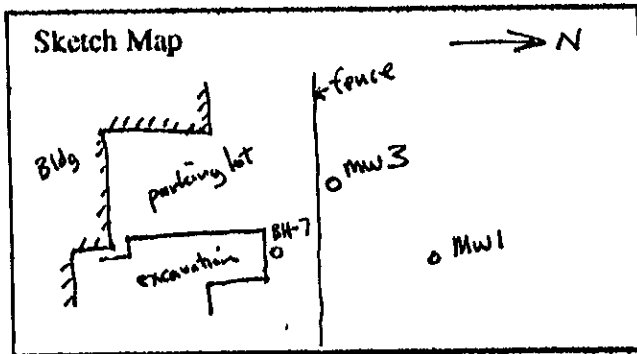 Sketch Map
N
fence
Bldg
parking lot
MW3
BH-7
excavation
MW1